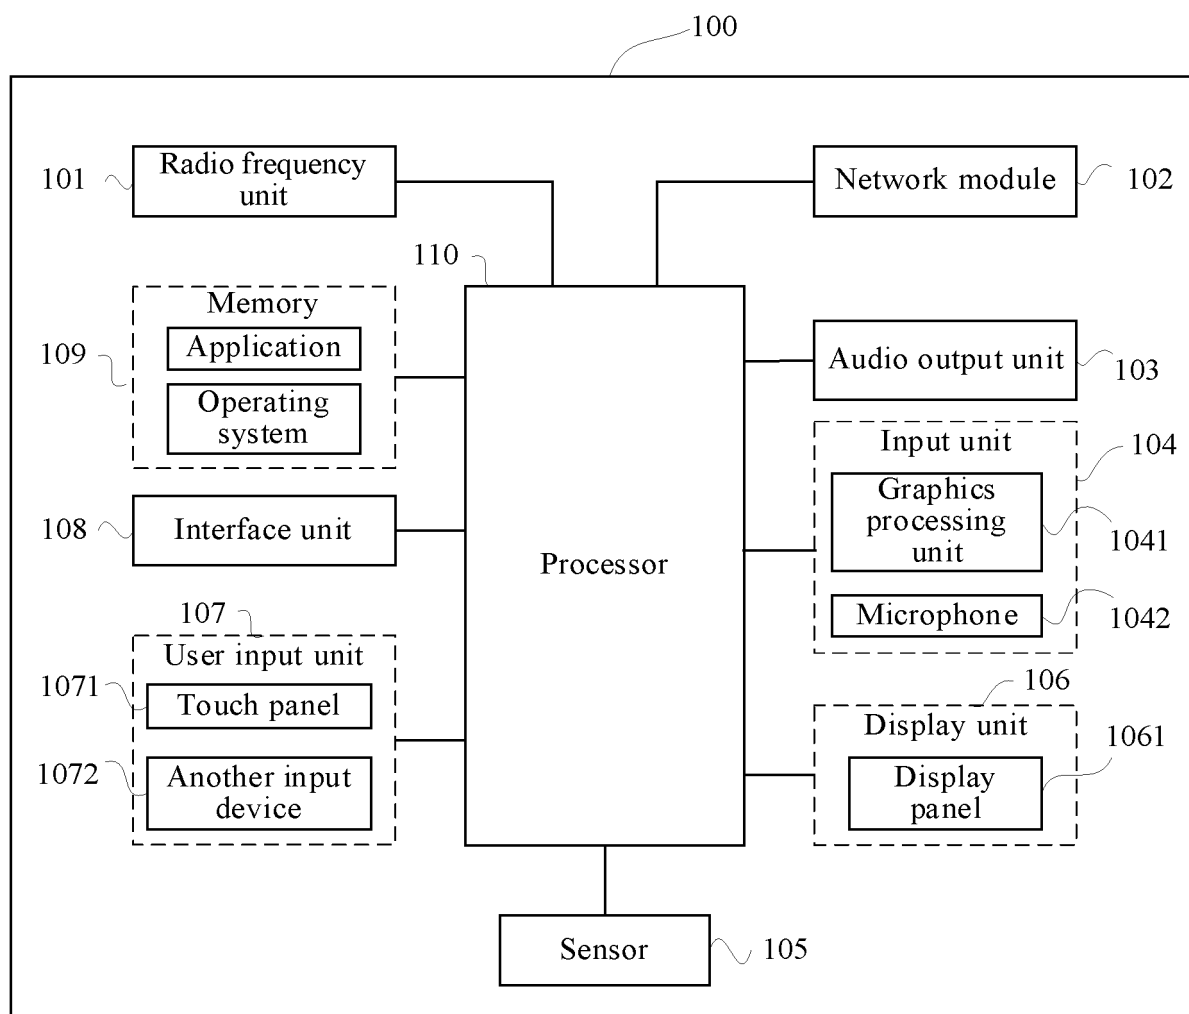 100
101
Radio frequency
unit
Network module
102
110
109
Memory
Application
Operating
system
Audio output unit
103
Input unit
104
Graphics
processing
unit
1041
Microphone
1042
108
Interface unit
Processor
107
User input unit
1071
Touch panel
1072
Another input
device
106
Display unit
1061
Display
panel
Sensor
105